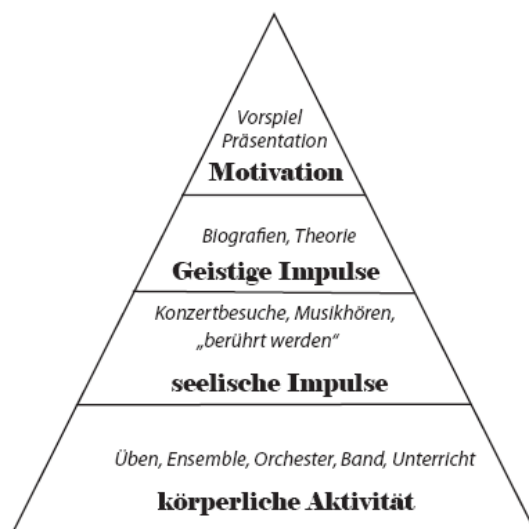 Vorspiel
Präsentation
Motivation
Biografien, Theorie
Geistige Impulse
Konzertbesuche, Musikhören,
„berührt werden“
seelische Impulse
Üben, Ensemble, Orchester, Band, Unterricht
körperliche Aktivität